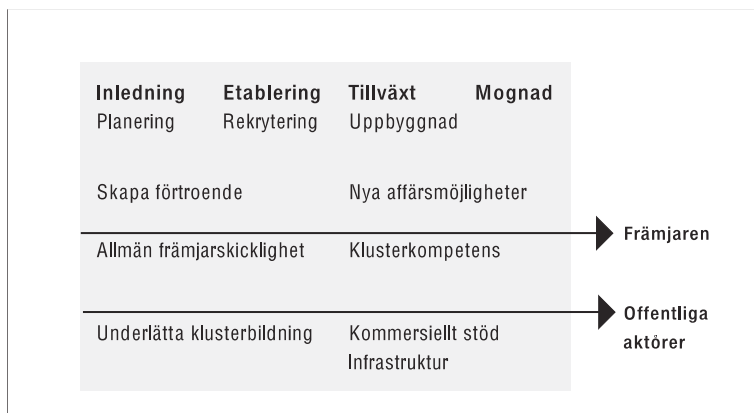 Inledning Etablering Tillväxt Mognad
Planering Rekrytering Uppbyggnad
Skapa förtroende Nya affärsmöjligheter
Främjaren
Allmän främjarskicklighet Klusterkompetens
Offentliga
aktörer
Underlätta klusterbildning Kommersiellt stöd
Infrastruktur